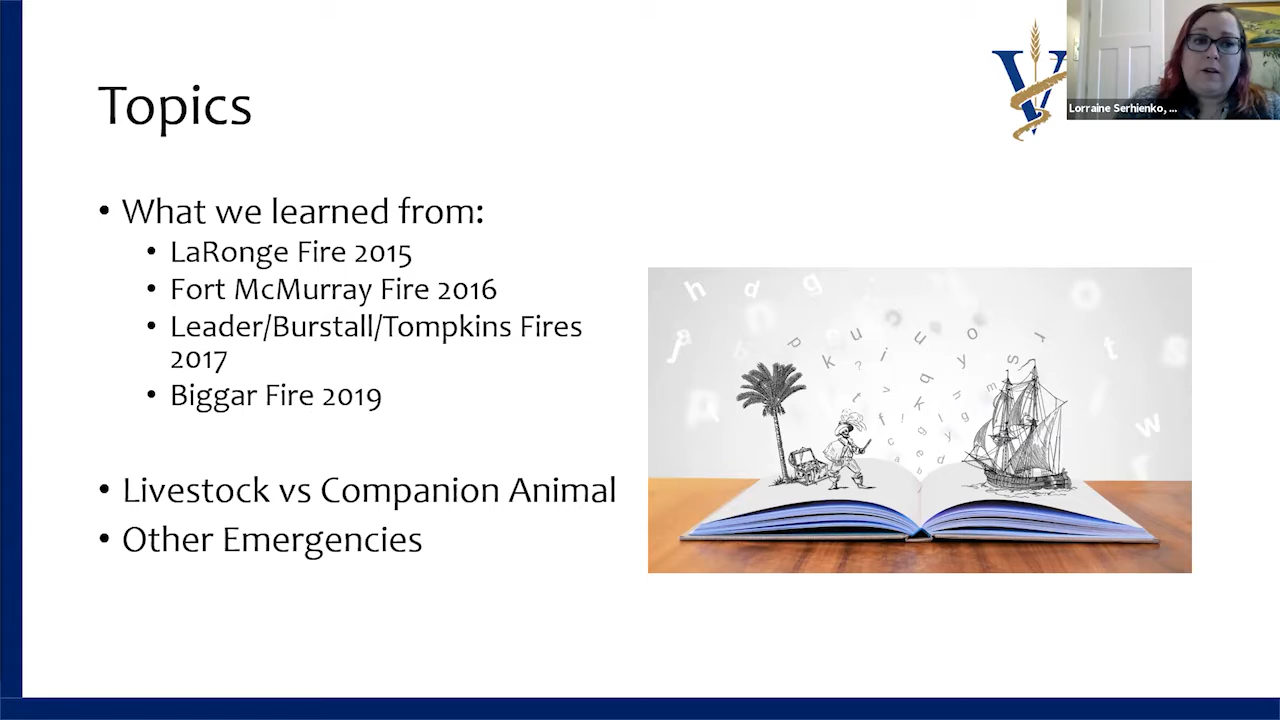 Topics
Lorraine Serhienko, ...
• What we learned from:
• LaRonge Fire 2015
• Fort McMurray Fire 2016
• Leader/Burstall/Tompkins Fires
2017
• Biggar Fire 2019
• Livestock vs Companion Animal
• Other Emergencies